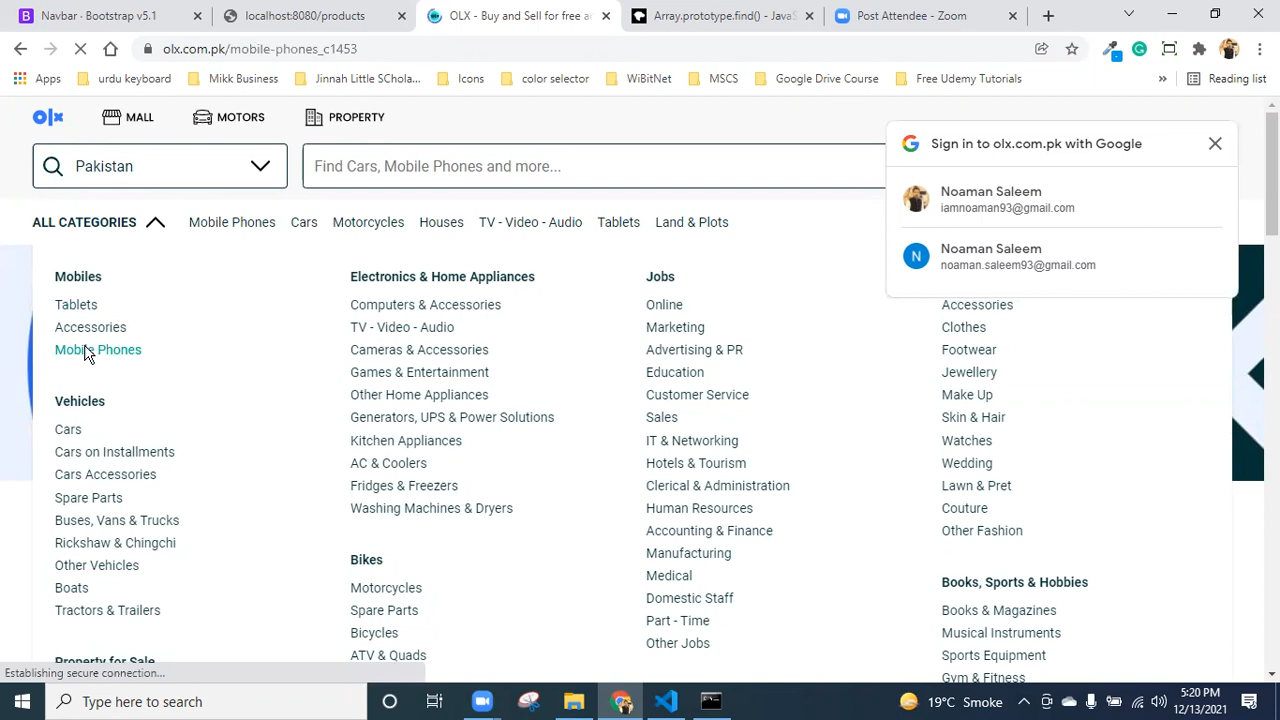 Navbar · Bootstrap v5.1
localhost:8080/products
OLX - Buy and Sell for free an
Array.prototype.find() - JavaS
Post Attendee - Zoom
olx.com.pk/mobile-phones_c1453
Apps
urdu keyboard
Mikk Business
Jinnah Little SChola...
Icons
color selector
WiBitNet
MSCS
Google Drive Course
Free Udemy Tutorials
»
Reading list
olx
MALL
MOTORS
PROPERTY
Pakistan
Find Cars, Mobile Phones and more...
Sign in to olx.com.pk with Google
Noaman Saleem
iamnoaman93@gmail.com
N
Noaman Saleem
noaman.saleem93@gmail.com
ALL CATEGORIES
Mobile Phones
Cars
Motorcycles
Houses
TV - Video - Audio
Tablets
Land & Plots
Mobiles
Tablets
Accessories
Mobile Phones
Vehicles
Cars
Cars on Installments
Cars Accessories
Spare Parts
Buses, Vans & Trucks
Rickshaw & Chingchi
Other Vehicles
Boats
Tractors & Trailers
Property for Sale
Electronics & Home Appliances
Computers & Accessories
TV - Video - Audio
Cameras & Accessories
Games & Entertainment
Other Home Appliances
Generators, UPS & Power Solutions
Kitchen Appliances
AC & Coolers
Fridges & Freezers
Washing Machines & Dryers
Bikes
Motorcycles
Spare Parts
Bicycles
ATV & Quads
Jobs
Online
Marketing
Advertising & PR
Education
Customer Service
Sales
IT & Networking
Hotels & Tourism
Clerical & Administration
Human Resources
Accounting & Finance
Manufacturing
Medical
Domestic Staff
Part - Time
Other Jobs
Accessories
Clothes
Footwear
Jewellery
Make Up
Skin & Hair
Watches
Wedding
Lawn & Pret
Couture
Other Fashion
Books, Sports & Hobbies
Books & Magazines
Musical Instruments
Sports Equipment
Gym & Fitness
Establishing secure connection...
Type here to search
19°C Smoke
5:20 PM
12/13/2021